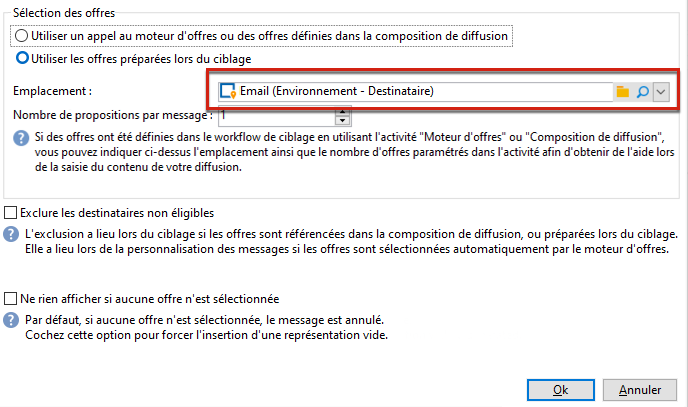 Sélection des offres
Utiliser un appel au moteur d'offres ou des offres définies dans la composition de diffusion
Utiliser les offres préparées lors du ciblage
Emplacement :
Email (Environnement - Destinataire)
Nombre de propositions par message : 1
Si des offres ont été définies dans le workflow de ciblage en utilisant l'activité "Moteur d'offres" ou "Composition de diffusion",
vous pouvez indiquer ci-dessus l'emplacement ainsi que le nombre d'offres paramétrés dans l'activité afin d'obtenir de l'aide lors
de la saisie du contenu de votre diffusion.
Exclure les destinataires non éligibles
L'exclusion a lieu lors du ciblage si les offres sont référencées dans la composition de diffusion, ou préparées lors du ciblage.
Elle a lieu lors de la personnalisation des messages si les offres sont sélectionnées automatiquement par le moteur d'offres.
Ne rien afficher si aucune offre n'est sélectionnée
Par défaut, si aucune offre n'est sélectionnée, le message est annulé.
Cochez cette option pour forcer l'insertion d'une représentation vide.
Ok
Annuler